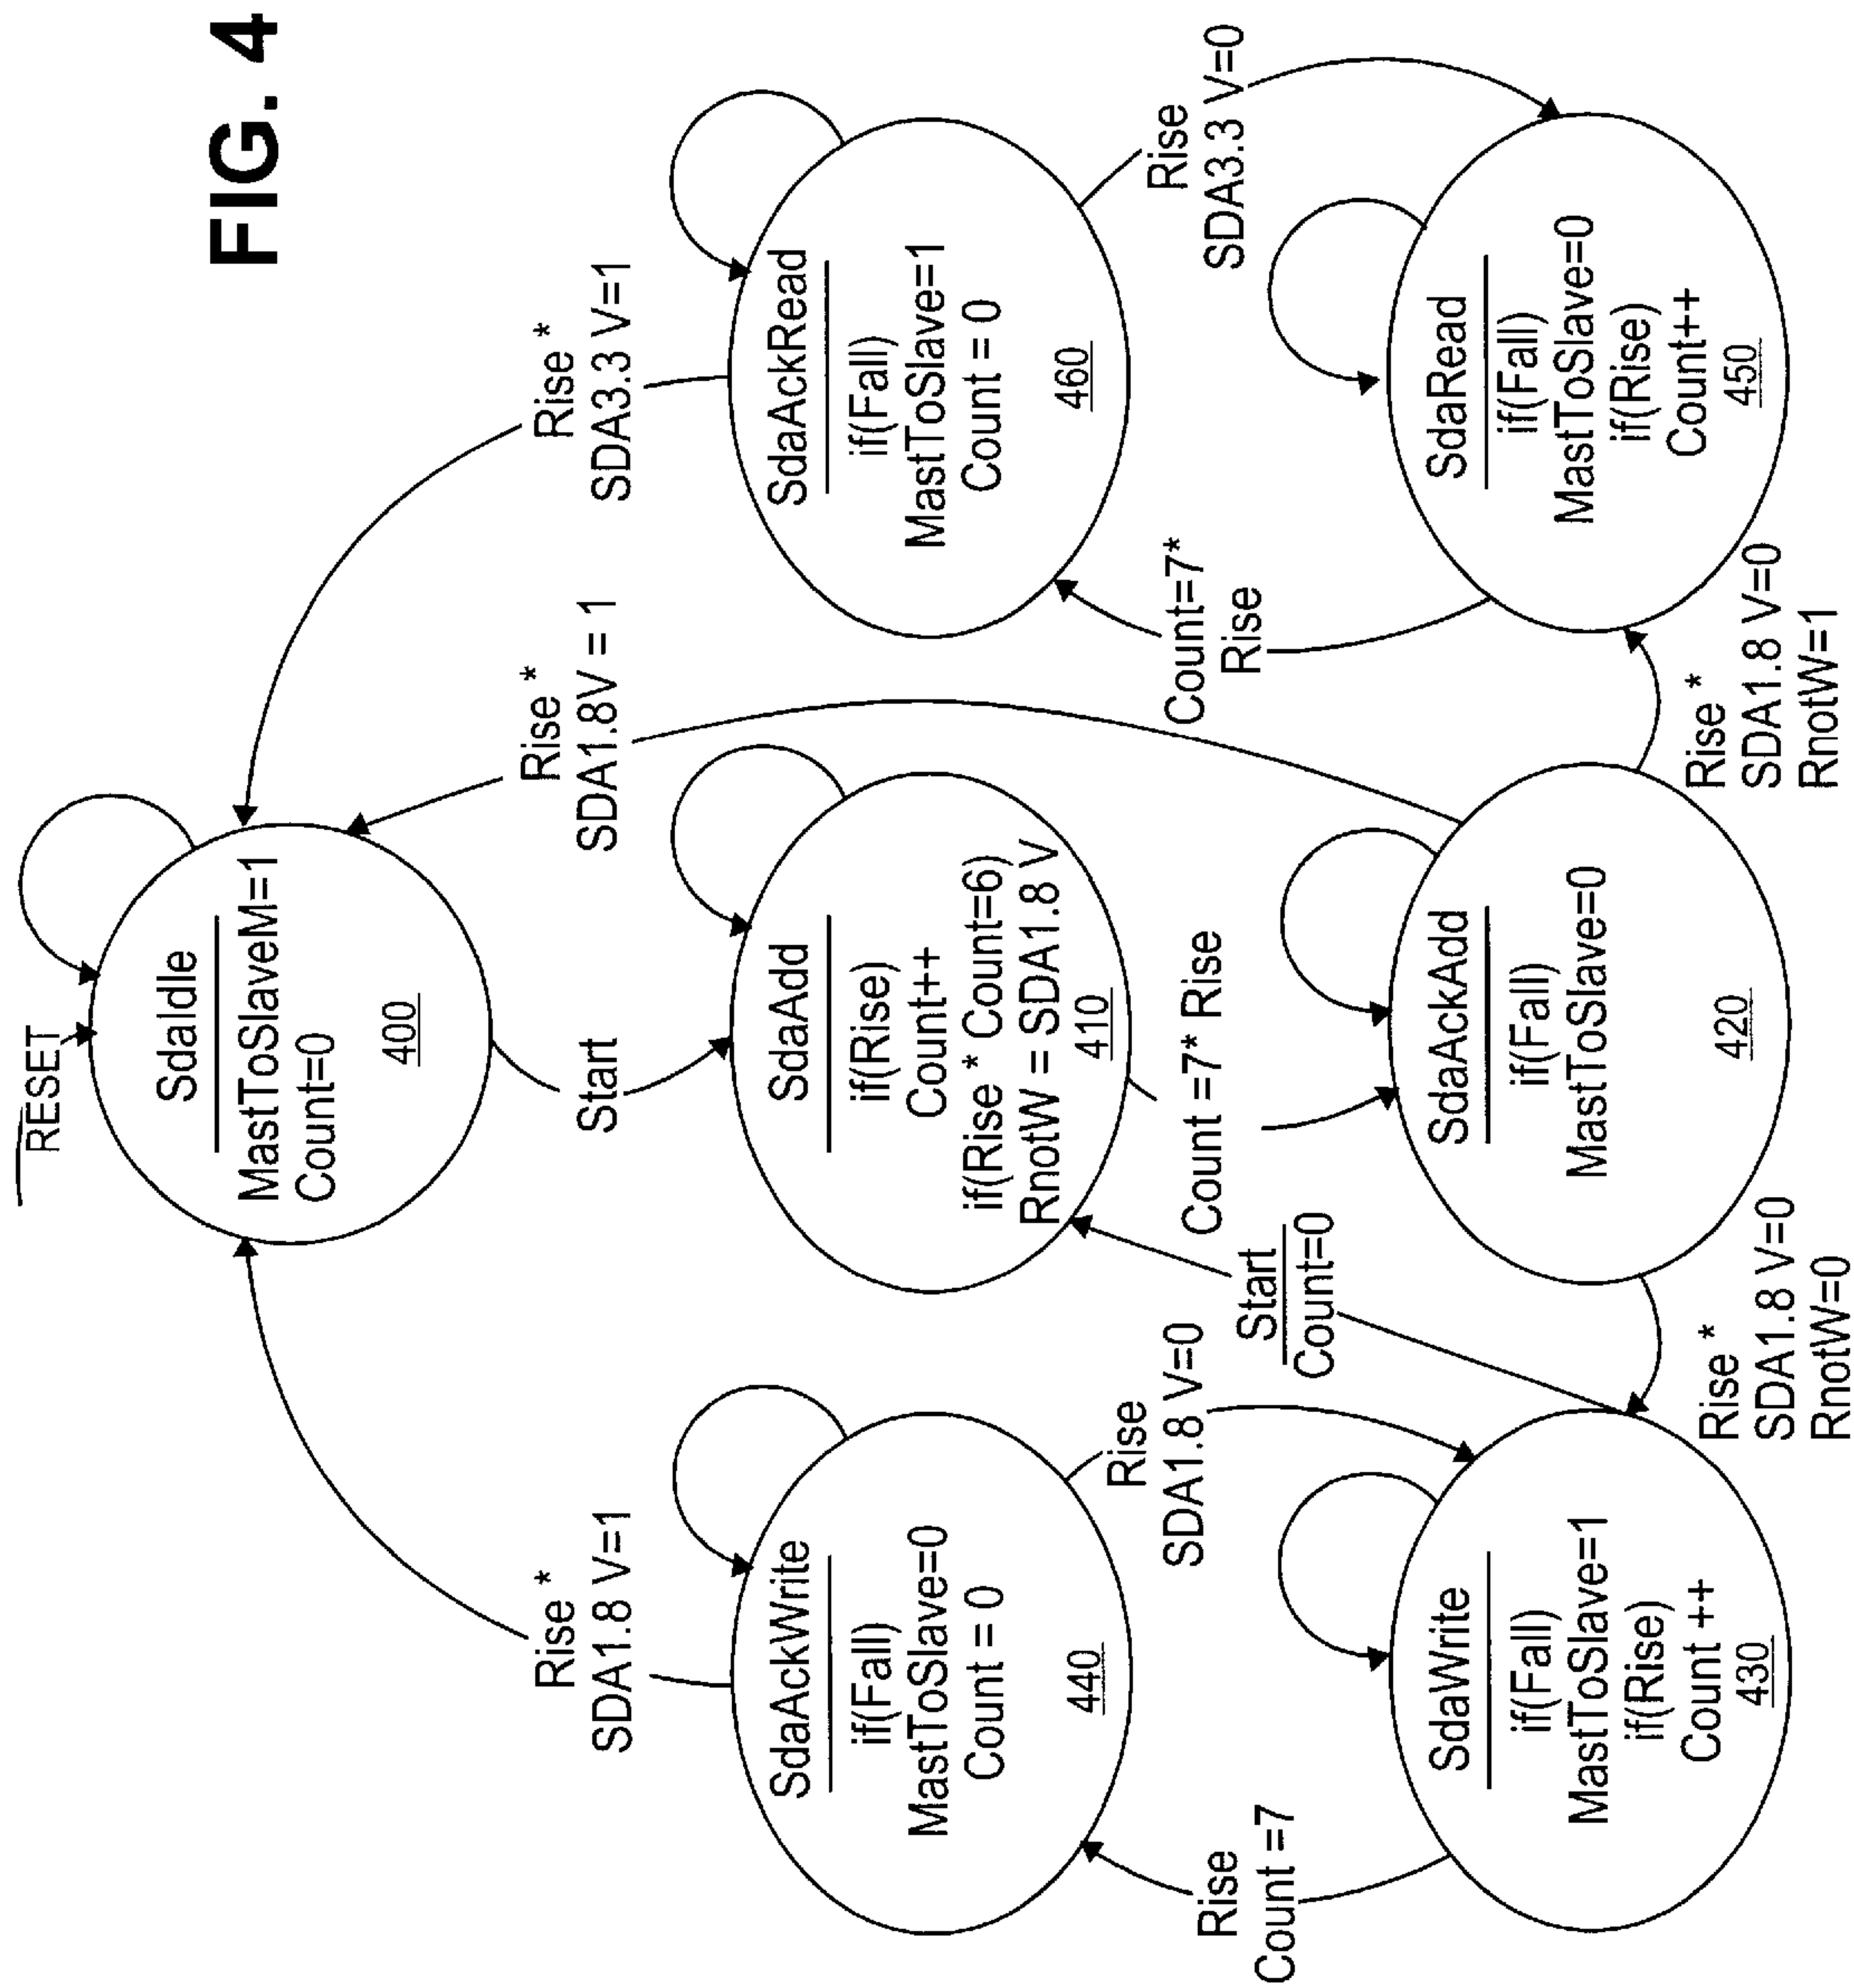 FIG. 4
RESET
SdaIdle
MastToSlaveM=1
Count=0
400
Rise *
SDA1.8 V=1
Rise *
SDA1.8V = 1
Rise *
SDA3.3 V=1
Start
SdaAckWrite
if(Fall)
MastToSlave=0
Count = 0
440
SdaAdd
if(Rise)
Count++
if(Rise * Count=6)
RnotW = SDA1.8 V
410
SdaAckRead
if(Fall)
MastToSlave=1
Count = 0
460
Rise
Count =7
Rise
SDA1.8 V=0
Start
Count=0
Count =7* Rise
Count=7*
Rise
Rise
SDA3.3 V=0
SdaWrite
if(Fall)
MastToSlave=1
if(Rise)
Count ++
430
SdaAckAdd
if(Fall)
MastToSlave=0
420
SdaRead
if(Fall)
MastToSlave=0
if(Rise)
Count++
450
Rise *
SDA1.8 V=0
RnotW=0
Rise *
SDA1.8 V=0
RnotW=1